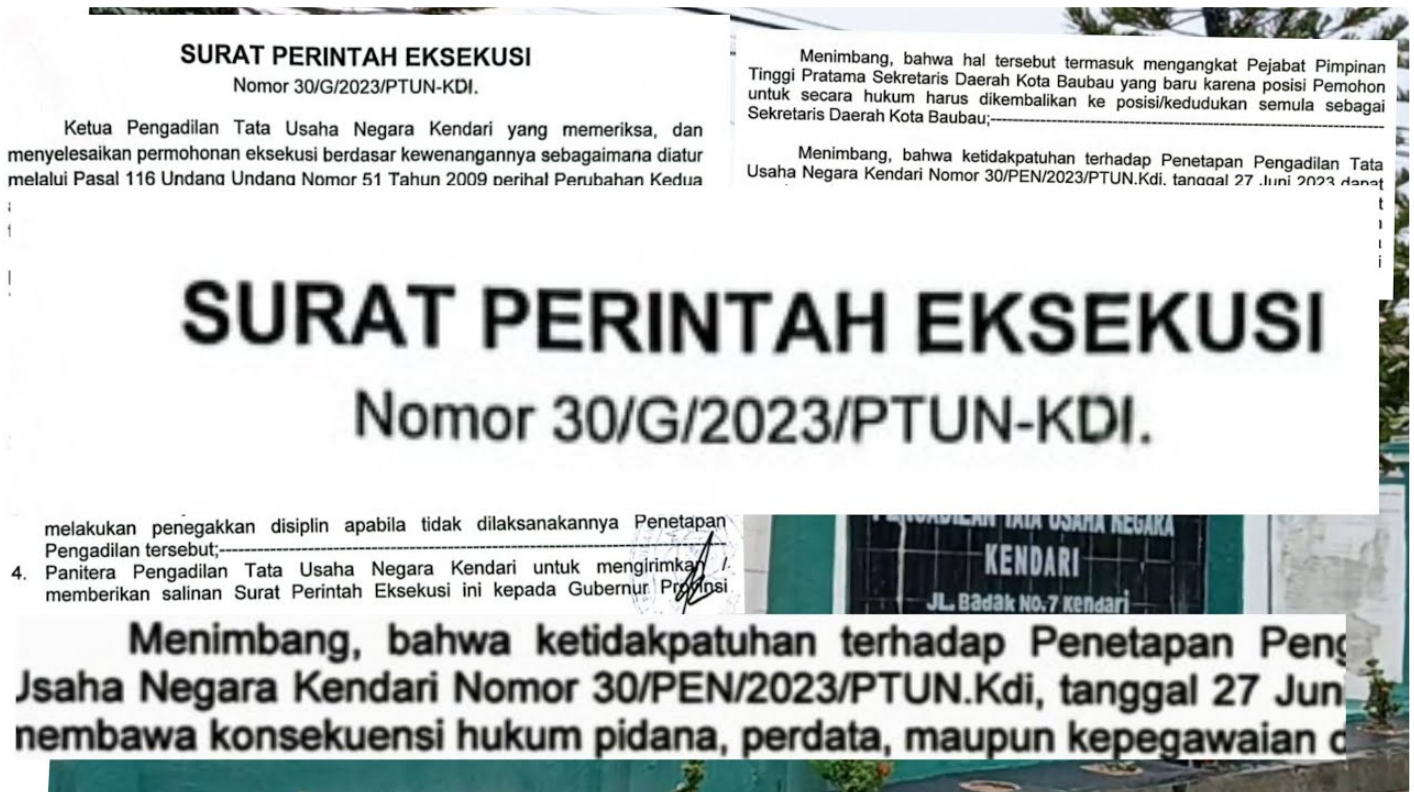 SURAT PERINTAH EKSEKUSI
Nomor 30/G/2023/PTUN-KDI.
Ketua Pengadilan Tata Usaha Negara Kendari yang memeriksa, dan
menyelesaikan permohonan eksekusi berdasar kewenangannya sebagaimana diatur
melalui Pasal 116 Undang Undang Nomor 51 Tahun 2009 perihal Perubahan Kedua
Menimbang, bahwa hal tersebut termasuk mengangkat Pejabat Pimpinan
Tinggi Pratama Sekretaris Daerah Kota Baubau yang baru karena posisi Pemohon
untuk secara hukum harus dikembalikan ke posisi/kedudukan semula sebagai
Sekretaris Daerah Kota Baubau;
Menimbang, bahwa ketidakpatuhan terhadap Penetapan Pengadilan Tata
Usaha Negara Kendari Nomor 30/PEN/2023/PTUN.Kdi, tanggal 27 Juni 2023 dapat
SURAT PERINTAH EKSEKUSI
Nomor 30/G/2023/PTUN-KDI.
melakukan penegakkan disiplin apabila tidak dilaksanakannya Penetapan
Pengadilan tersebut;
4. Panitera Pengadilan Tata Usaha Negara Kendari untuk mengirimkan /
memberikan salinan Surat Perintah Eksekusi ini kepada Gubernur Provinsi
PENGADILAN TATA USAHA NEGARA
KENDARI
JL. Badak No.7 Kendari
Menimbang, bahwa ketidakpatuhan terhadap Penetapan Peng
Usaha Negara Kendari Nomor 30/PEN/2023/PTUN.Kdi, tanggal 27 Jun
membawa konsekuensi hukum pidana, perdata, maupun kepegawaian